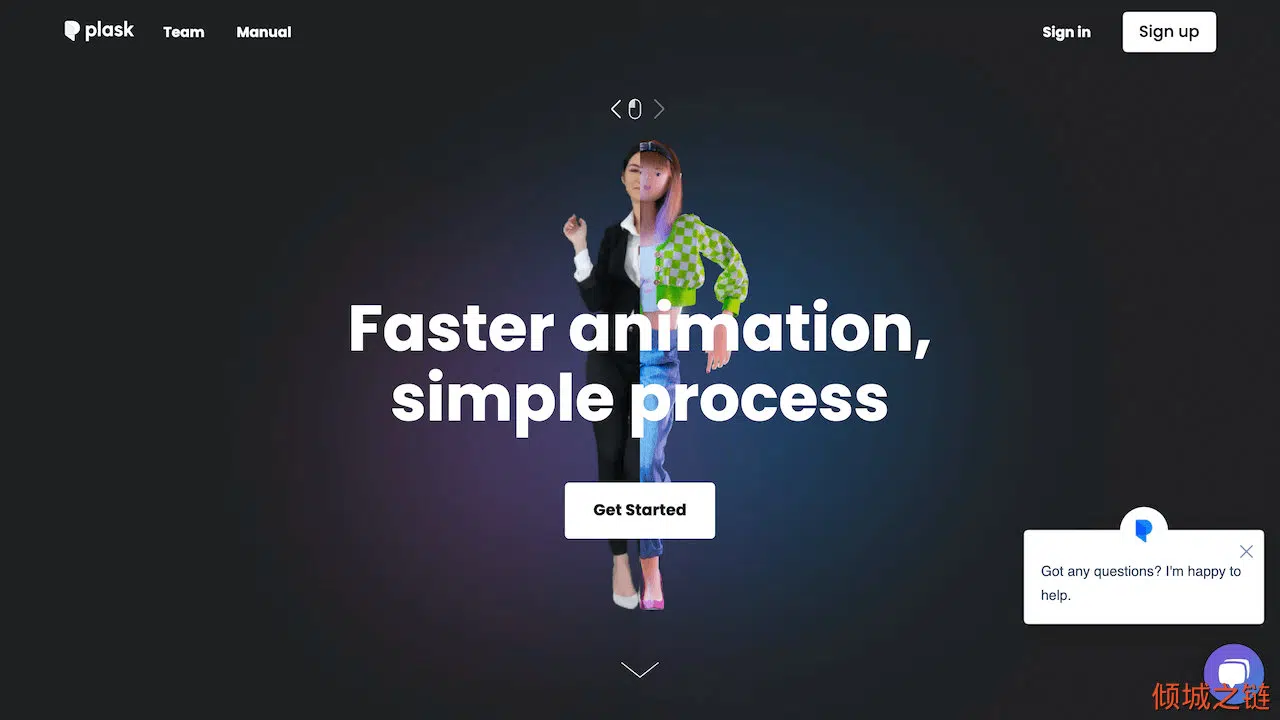 plask
Team
Manual
Sign in
Sign up
Faster animation,
simple process
Get Started
Got any questions? I'm happy to
help.
倾城之链